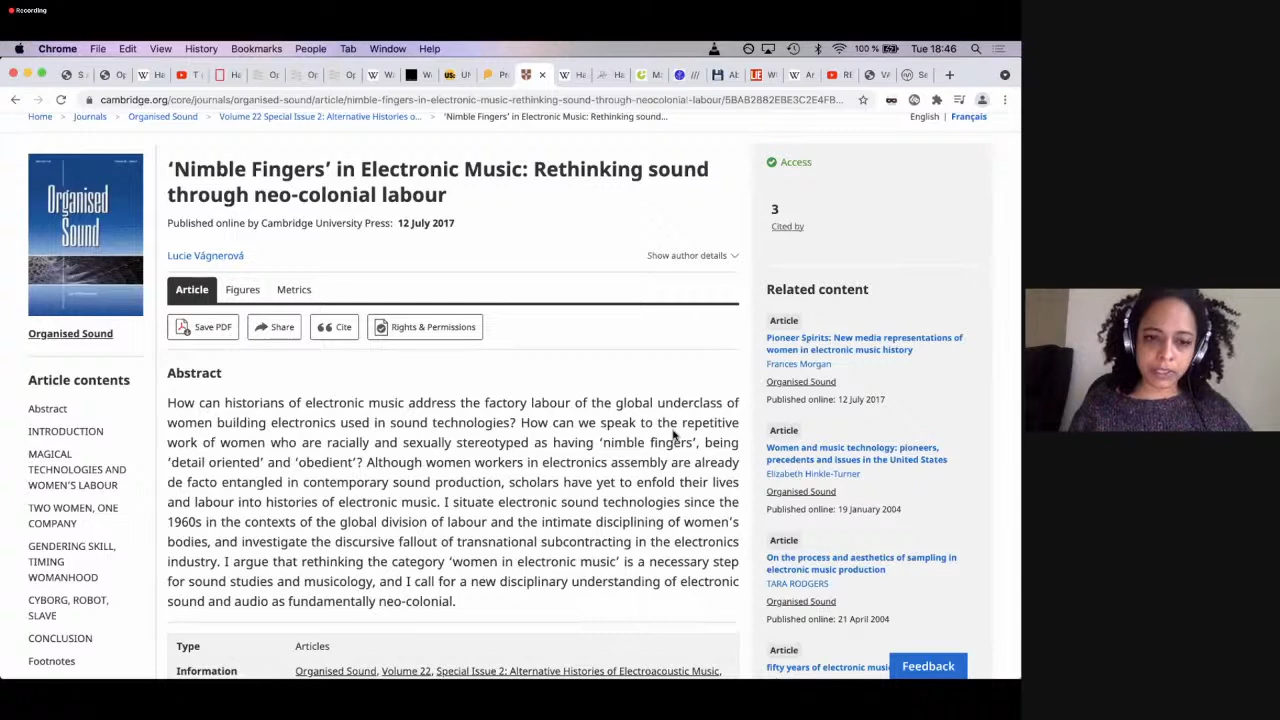 Recording
Chrome File Edit View History Bookmarks People Tab Window Help 100 % Tue 18:46
cambridge.org/core/journals/organised-sound/article/nimble-fingers-in-electronic-music-rethinking-sound-through-neocolonial-labour/5BAB2882EBE3C2E4FB...
Home Journals Organised Sound Volume 22 Special Issue 2: Alternative Histories o... 'Nimble Fingers' in Electronic Music: Rethinking sound... English Français
Organised
Sound
Organised Sound
Article contents
Abstract
INTRODUCTION
MAGICAL
TECHNOLOGIES AND
WOMEN'S LABOUR
TWO WOMEN, ONE
COMPANY
GENDERING SKILL,
TIMING
WOMANHOOD
CYBORG, ROBOT,
SLAVE
CONCLUSION
Footnotes
‘Nimble Fingers’ in Electronic Music: Rethinking sound
through neo-colonial labour
Published online by Cambridge University Press: 12 July 2017
Lucie Vágnerová Show author details
Article Figures Metrics
Save PDF Share Cite Rights & Permissions
Abstract
How can historians of electronic music address the factory labour of the global underclass of
women building electronics used in sound technologies? How can we speak to the repetitive
work of women who are racially and sexually stereotyped as having ‘nimble fingers’, being
‘detail oriented’ and ‘obedient’? Although women workers in electronics assembly are already
de facto entangled in contemporary sound production, scholars have yet to enfold their lives
and labour into histories of electronic music. I situate electronic sound technologies since the
1960s in the contexts of the global division of labour and the intimate disciplining of women’s
bodies, and investigate the discursive fallout of transnational subcontracting in the electronics
industry. I argue that rethinking the category ‘women in electronic music’ is a necessary step
for sound studies and musicology, and I call for a new disciplinary understanding of electronic
sound and audio as fundamentally neo-colonial.
Type Articles
Information Organised Sound, Volume 22, Special Issue 2: Alternative Histories of Electroacoustic Music,
Access
3
Cited by
Related content
Article
Pioneer Spirits: New media representations of
women in electronic music history
Frances Morgan
Organised Sound
Published online: 12 July 2017
Article
Women and music technology: pioneers,
precedents and issues in the United States
Elizabeth Hinkle-Turner
Organised Sound
Published online: 19 January 2004
Article
On the process and aesthetics of sampling in
electronic music production
TARA RODGERS
Organised Sound
Published online: 21 April 2004
Article
fifty years of electronic
Feedback